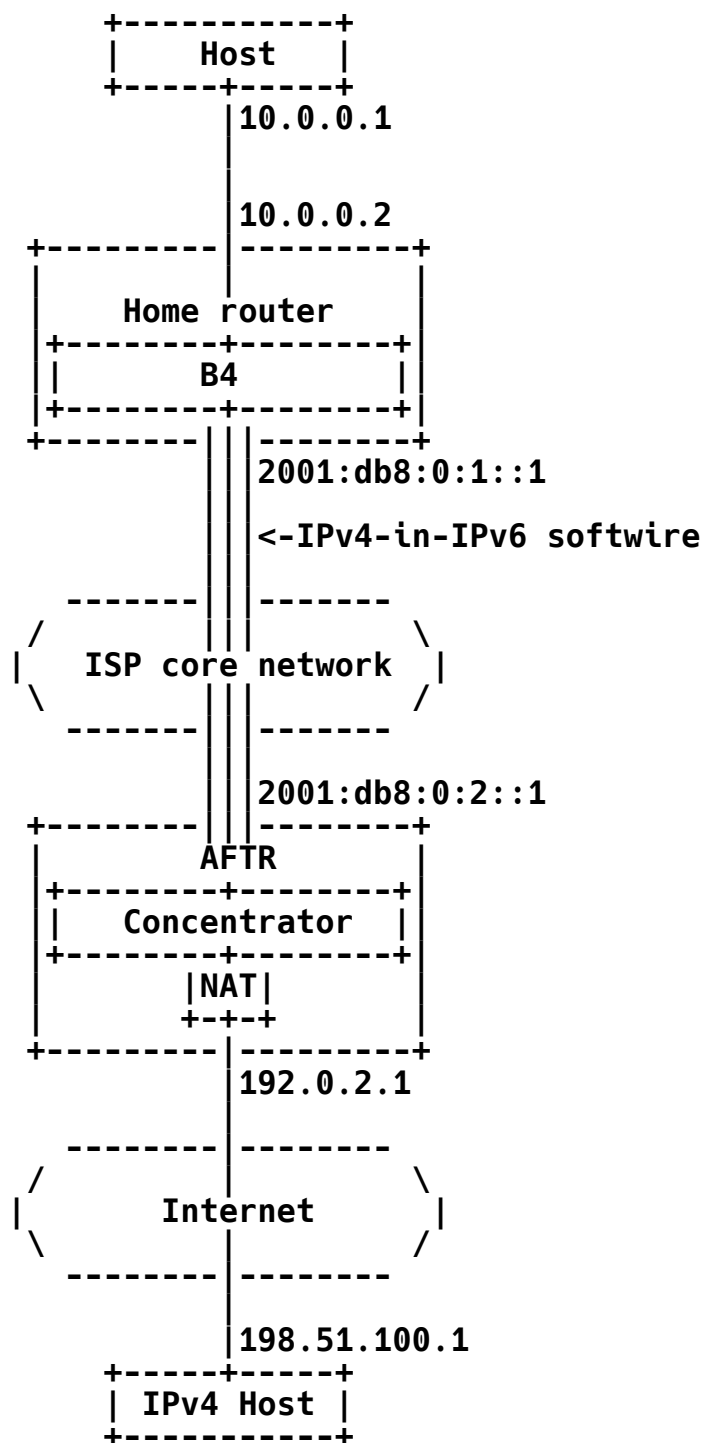 Host
10.0.0.1
10.0.0.2
Home router
B4
2001:db8:0:1::1
<-IPv4-in-IPv6 softwire
ISP core network
2001:db8:0:2::1
AFTR
Concentrator
|NAT|
192.0.2.1
Internet
198.51.100.1
IPv4 Host